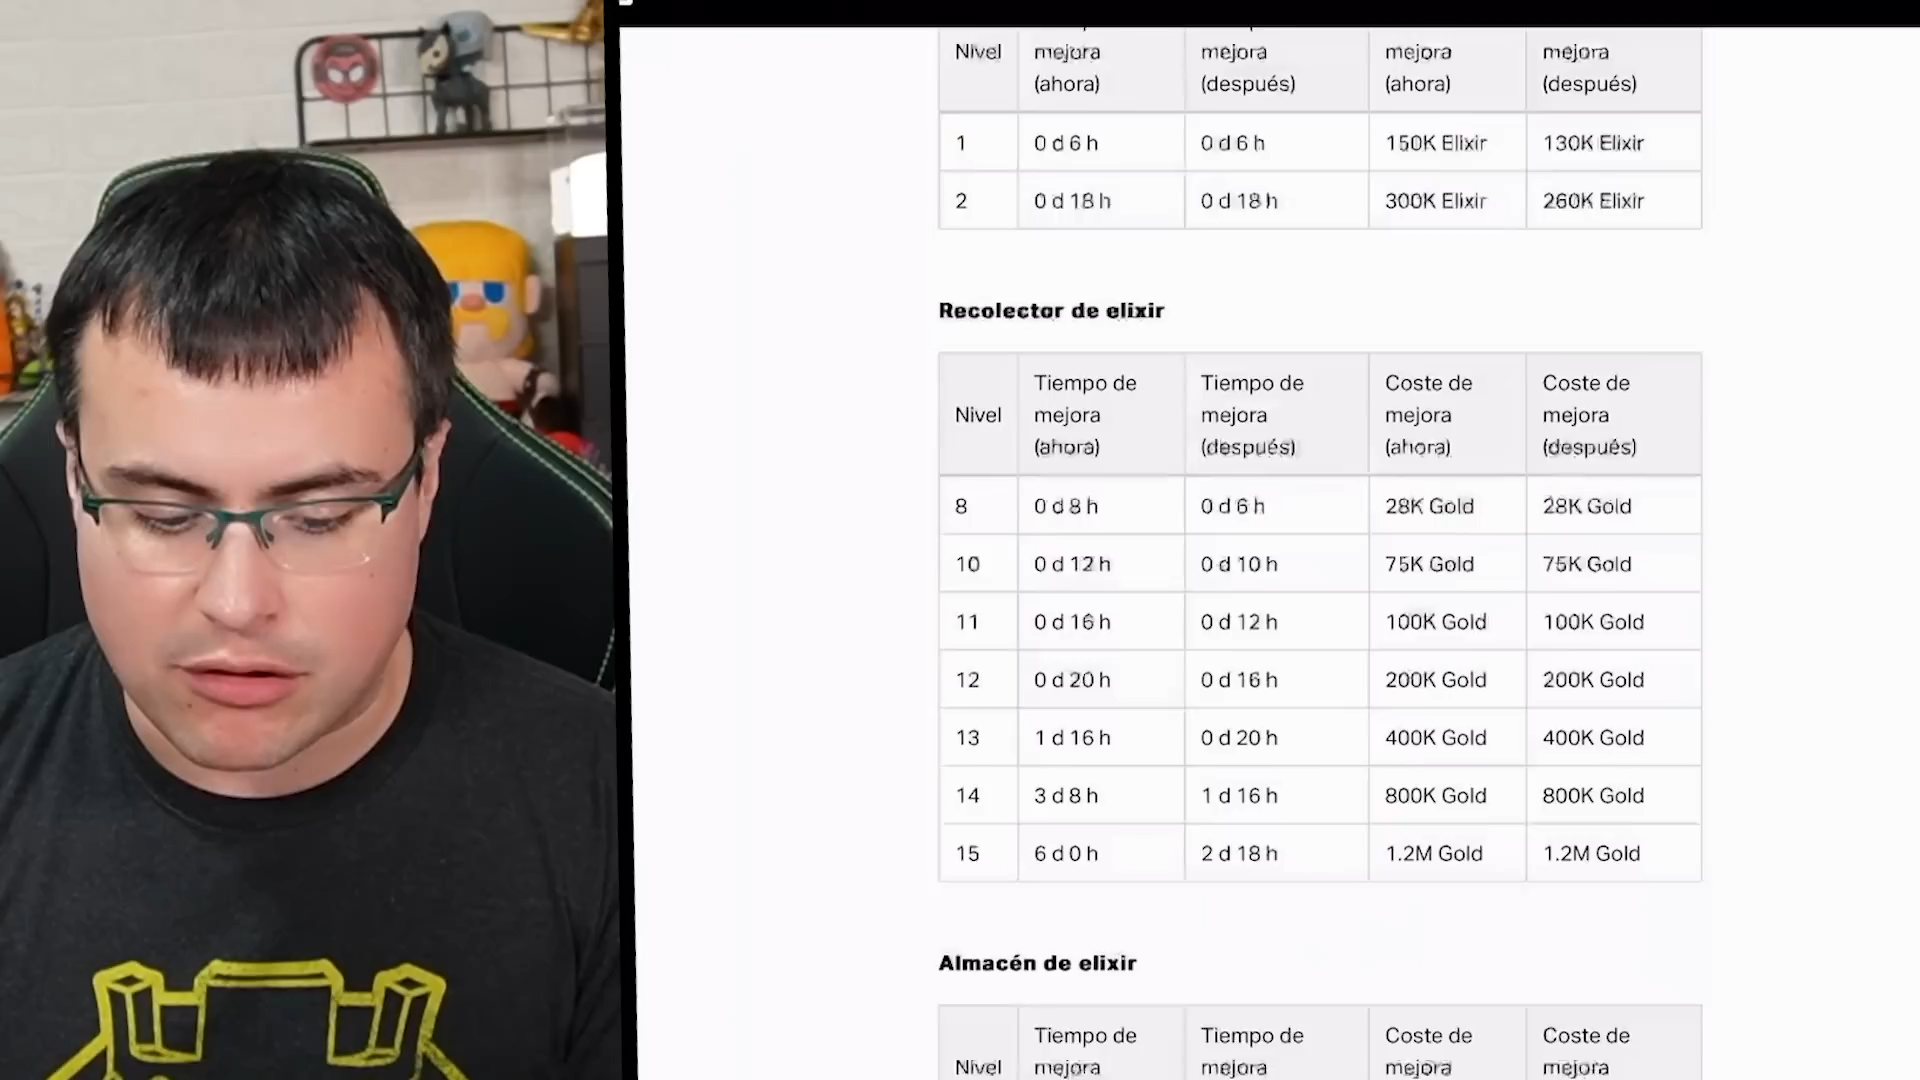 Nivel mejora (ahora) mejora (después) mejora (ahora) mejora (después)
1 0 d 6 h 0 d 6 h 150K Elixir 130K Elixir
2 0 d 18 h 0 d 18 h 300K Elixir 260K Elixir
Recolector de elixir
Nivel Tiempo de mejora (ahora) Tiempo de mejora (después) Coste de mejora (ahora) Coste de mejora (después)
8 0 d 8 h 0 d 6 h 28K Gold 28K Gold
10 0 d 12 h 0 d 10 h 75K Gold 75K Gold
11 0 d 16 h 0 d 12 h 100K Gold 100K Gold
12 0 d 20 h 0 d 16 h 200K Gold 200K Gold
13 1 d 16 h 0 d 20 h 400K Gold 400K Gold
14 3 d 8 h 1 d 16 h 800K Gold 800K Gold
15 6 d 0 h 2 d 18 h 1.2M Gold 1.2M Gold
Almacén de elixir
Nivel Tiempo de mejora Tiempo de mejora Coste de mejora Coste de mejora